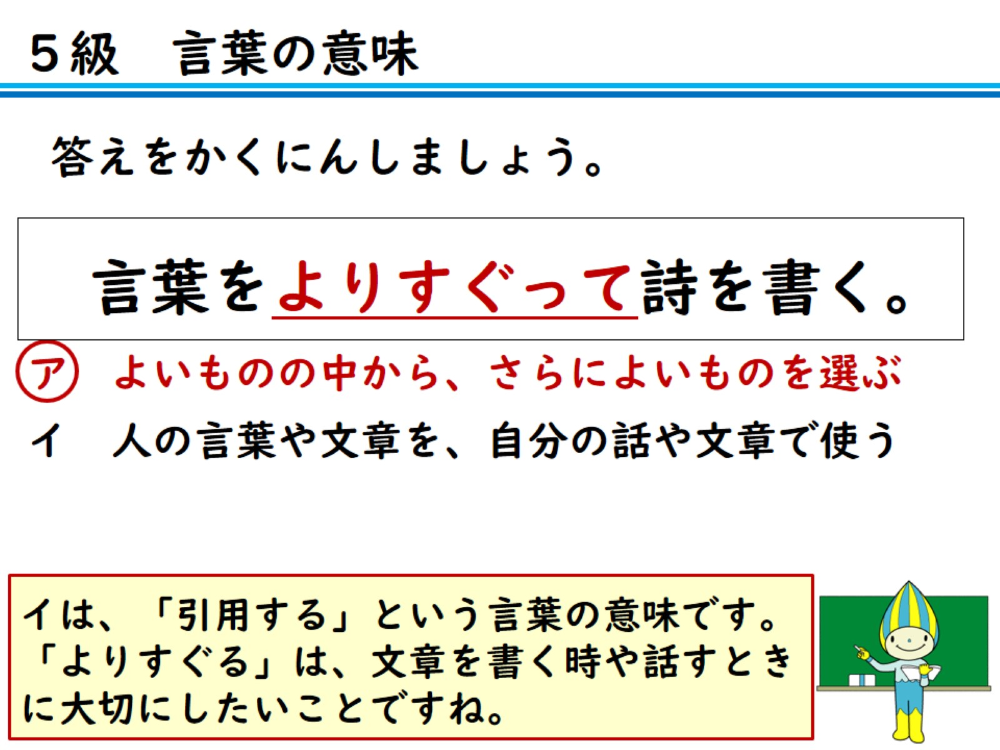 ５級　言葉の意味
答えをかくにんしましょう。
言葉をよりすぐって詩を書く。
ア　よいものの中から、さらによいものを選ぶ
イ　人の言葉や文章を、自分の話や文章で使う
イは、「引用する」という言葉の意味です。
「よりすぐる」は、文章を書く時や話すとき
に大切にしたいことですね。